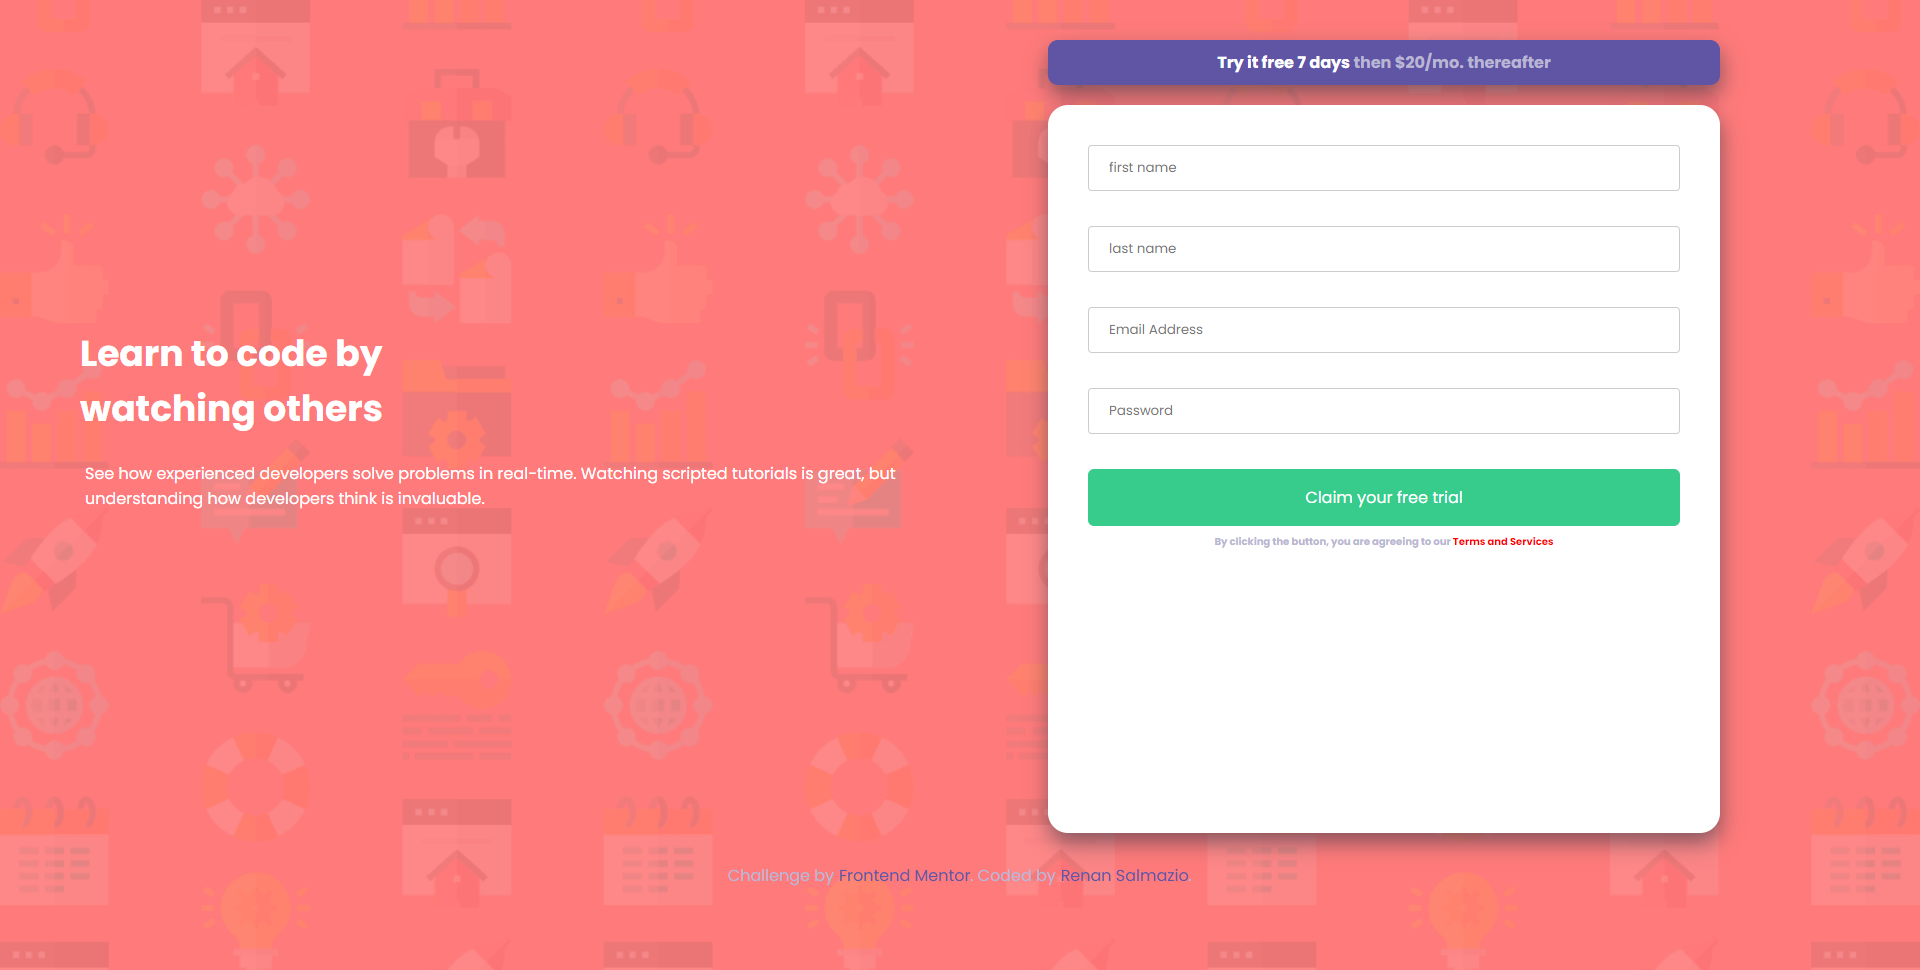 Try it free 7 days then $20/mo. thereafter
first name
last name
Email Address
Password
Claim your free trial
By clicking the button, you are agreeing to our Terms and Services
Learn to code by
watching others
See how experienced developers solve problems in real-time. Watching scripted tutorials is great, but
understanding how developers think is invaluable.
Challenge by Frontend Mentor. Coded by Renan Salmazio.